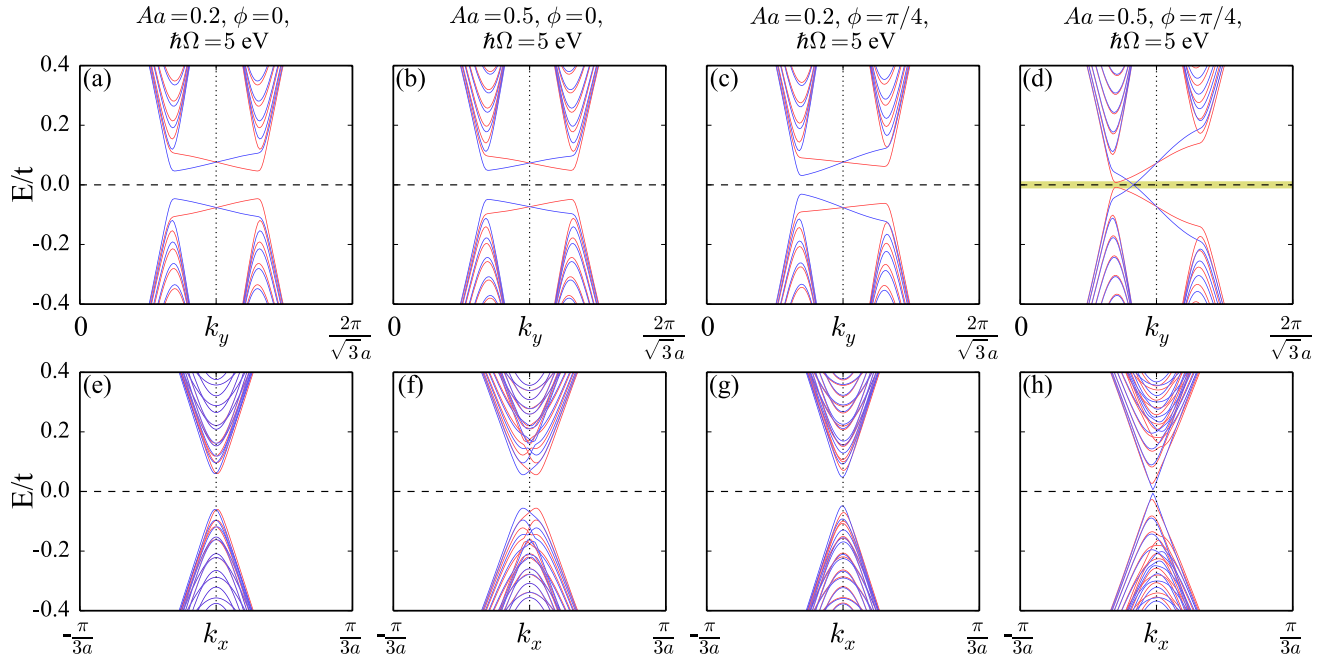 Aa=0.2, ϕ=0,
ℏΩ=5 eV
Aa=0.5, ϕ=0,
ℏΩ=5 eV
Aa=0.2, ϕ=π/4,
ℏΩ=5 eV
Aa=0.5, ϕ=π/4,
ℏΩ=5 eV
E/t
0.4
0.2
0.0
-0.2
-0.4
(a)
(b)
(c)
(d)
0 k_y 2π/√3a
0 k_y 2π/√3a
0 k_y 2π/√3a
0 k_y 2π/√3a
E/t
0.4
0.2
0.0
-0.2
-0.4
(e)
(f)
(g)
(h)
-π/3a k_x π/3a
-π/3a k_x π/3a
-π/3a k_x π/3a
-π/3a k_x π/3a